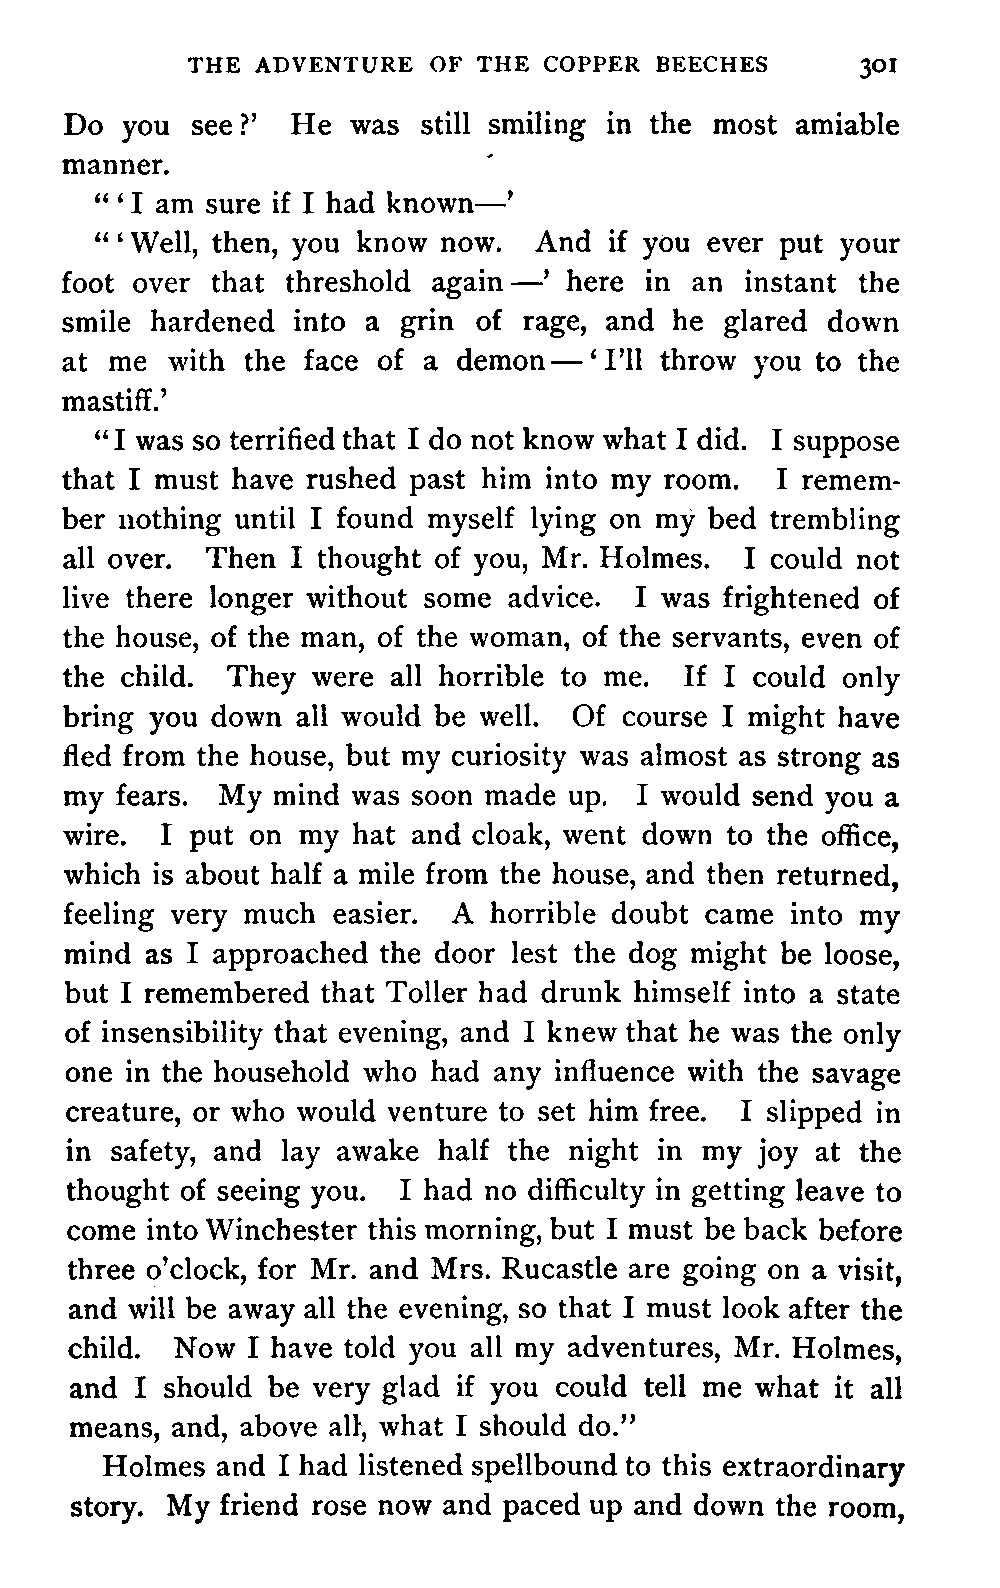 THE ADVENTURE OF THE COPPER BEECHES 301
Do you see?' He was still smiling in the most amiable
manner.
"'I am sure if I had known—'
"'Well, then, you know now. And if you ever put your
foot over that threshold again—' here in an instant the
smile hardened into a grin of rage, and he glared down
at me with the face of a demon—'I'll throw you to the
mastiff.'
"I was so terrified that I do not know what I did. I suppose
that I must have rushed past him into my room. I remem-
ber nothing until I found myself lying on my bed trembling
all over. Then I thought of you, Mr. Holmes. I could not
live there longer without some advice. I was frightened of
the house, of the man, of the woman, of the servants, even of
the child. They were all horrible to me. If I could only
bring you down all would be well. Of course I might have
fled from the house, but my curiosity was almost as strong as
my fears. My mind was soon made up. I would send you a
wire. I put on my hat and cloak, went down to the office,
which is about half a mile from the house, and then returned,
feeling very much easier. A horrible doubt came into my
mind as I approached the door lest the dog might be loose,
but I remembered that Toller had drunk himself into a state
of insensibility that evening, and I knew that he was the only
one in the household who had any influence with the savage
creature, or who would venture to set him free. I slipped in
in safety, and lay awake half the night in my joy at the
thought of seeing you. I had no difficulty in getting leave to
come into Winchester this morning, but I must be back before
three o'clock, for Mr. and Mrs. Rucastle are going on a visit,
and will be away all the evening, so that I must look after the
child. Now I have told you all my adventures, Mr. Holmes,
and I should be very glad if you could tell me what it all
means, and, above all, what I should do."
Holmes and I had listened spellbound to this extraordinary
story. My friend rose now and paced up and down the room,